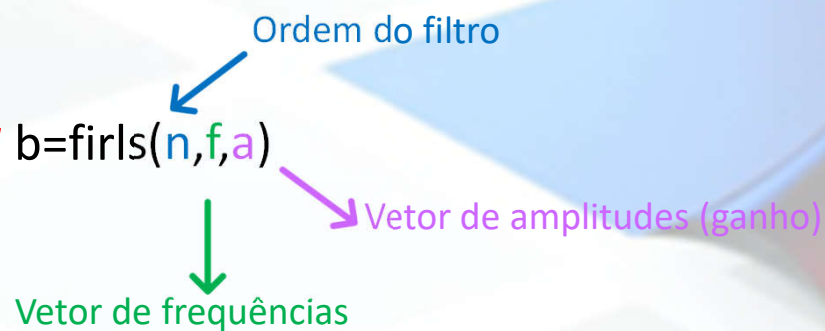 Ordem do filtro
b=firls(n,f,a)
Vetor de amplitudes (ganho)
Vetor de frequências